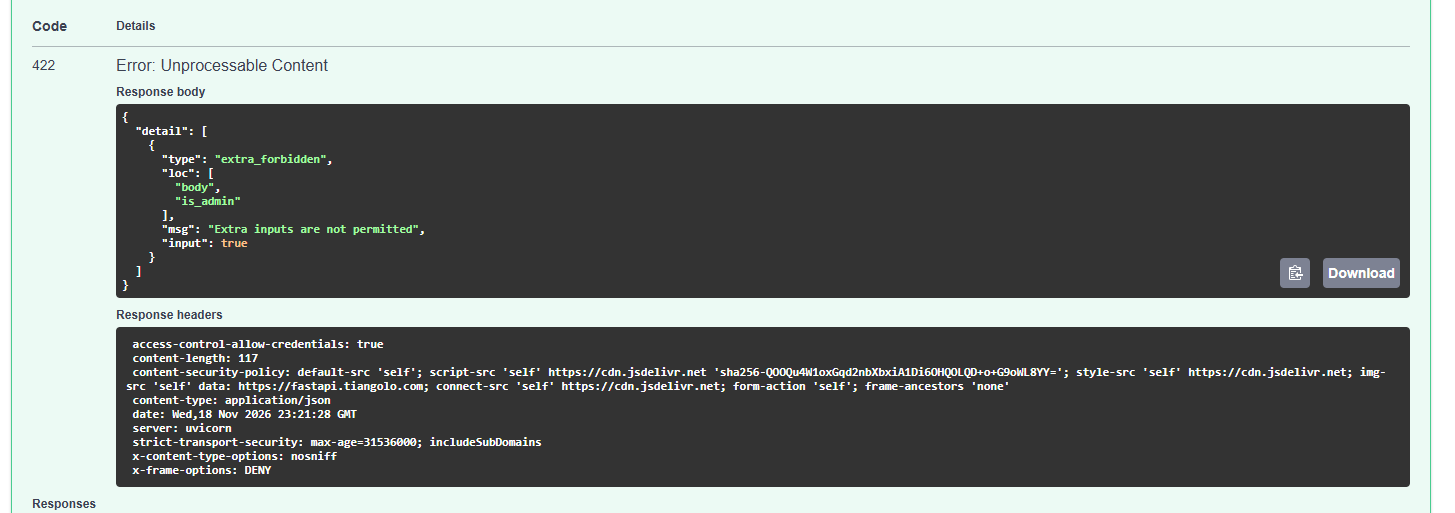 Code Details
422 Error: Unprocessable Content
Response body
{
  "detail": [
    {
      "type": "extra_forbidden",
      "loc": [
        "body",
        "is_admin"
      ],
      "msg": "Extra inputs are not permitted",
      "input": true
    }
  ]
}
Download
Response headers
access-control-allow-credentials: true
content-length: 117
content-security-policy: default-src 'self'; script-src 'self' https://cdn.jsdelivr.net 'sha256-QOOQu4W1oxGqd2nbXbxiA1Di6OHQOLQD+o+G9oWL8YY='; style-src 'self' https://cdn.jsdelivr.net; img-
src 'self' data: https://fastapi.tiangolo.com; connect-src 'self' https://cdn.jsdelivr.net; form-action 'self'; frame-ancestors 'none'
content-type: application/json
date: Wed,18 Nov 2026 23:21:28 GMT
server: uvicorn
strict-transport-security: max-age=31536000; includeSubDomains
x-content-type-options: nosniff
x-frame-options: DENY
Responses